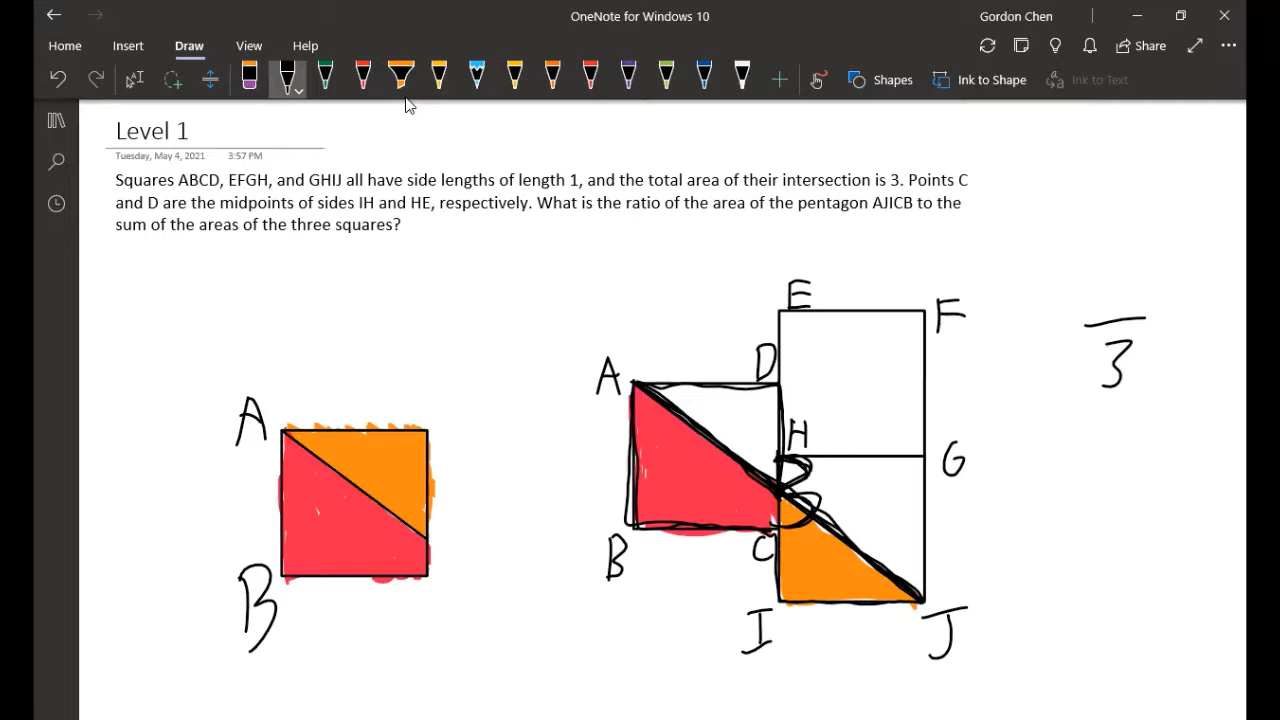 OneNote for Windows 10
Gordon Chen
Home Insert Draw View Help
Share
Shapes
Ink to Shape
Ink to Text
Level 1
Tuesday, May 4, 2021 3:57 PM
Squares ABCD, EFGH, and GHIJ all have side lengths of length 1, and the total area of their intersection is 3. Points C
and D are the midpoints of sides IH and HE, respectively. What is the ratio of the area of the pentagon AJICB to the
sum of the areas of the three squares?
E
F
D
A
3
A
H
G
B
C
B
I
J